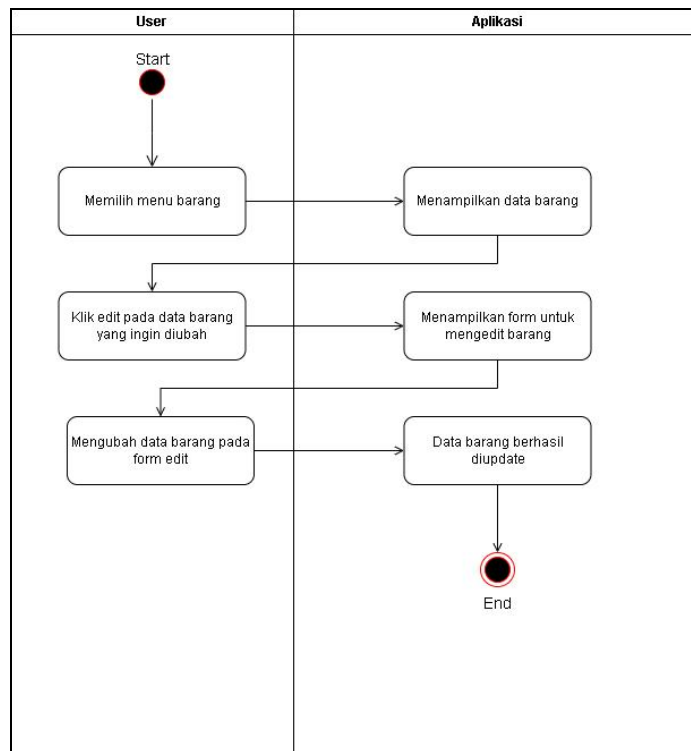 User
Aplikasi
Start
Memilih menu barang
Menampilkan data barang
Klik edit pada data barang
yang ingin diubah
Menampilkan form untuk
mengedit barang
Mengubah data barang pada
form edit
Data barang berhasil
diupdate
End